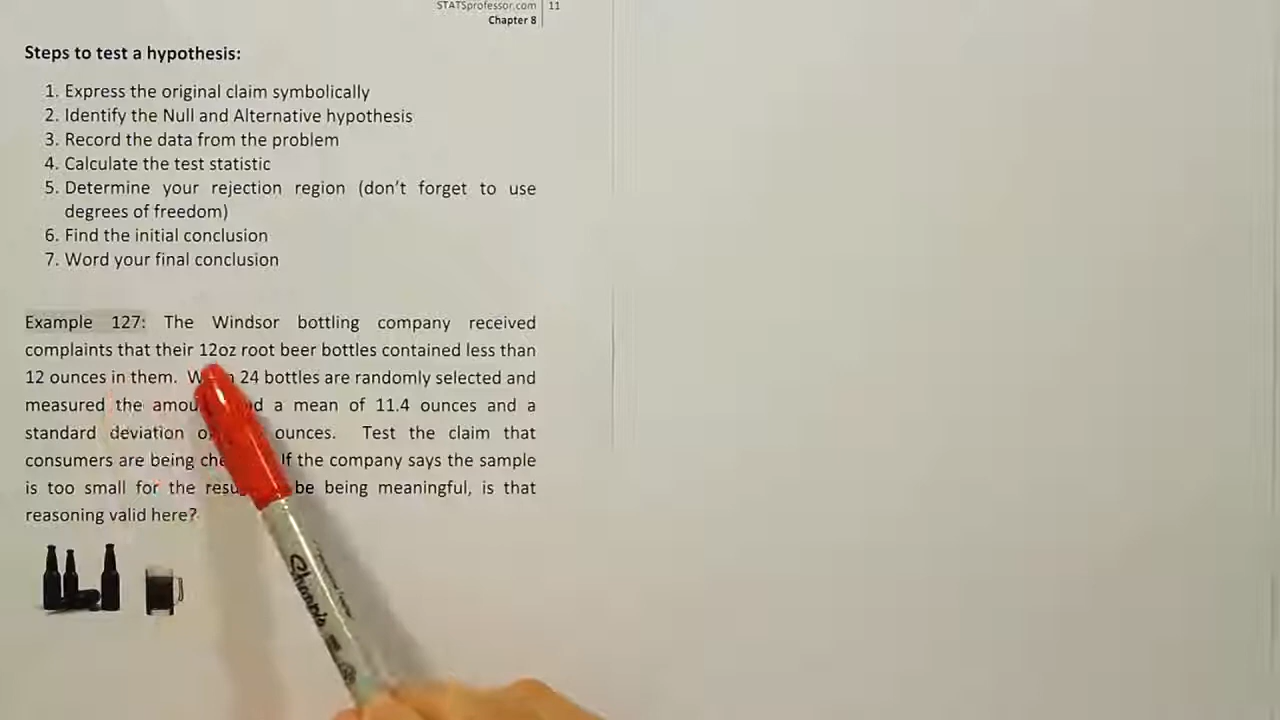 STATSprofessor.com 11
Chapter 8
Steps to test a hypothesis:
1. Express the original claim symbolically
2. Identify the Null and Alternative hypothesis
3. Record the data from the problem
4. Calculate the test statistic
5. Determine your rejection region (don't forget to use
degrees of freedom)
6. Find the initial conclusion
7. Word your final conclusion
Example 127: The Windsor bottling company received
complaints that their 12oz root beer bottles contained less than
12 ounces in them. 24 bottles are randomly selected and
measured the a mean of 11.4 ounces and a
standard deviation ounces. Test the claim that
consumers are being If the company says the sample
is too small for the be being meaningful, is that
reasoning valid here?
Sharpie